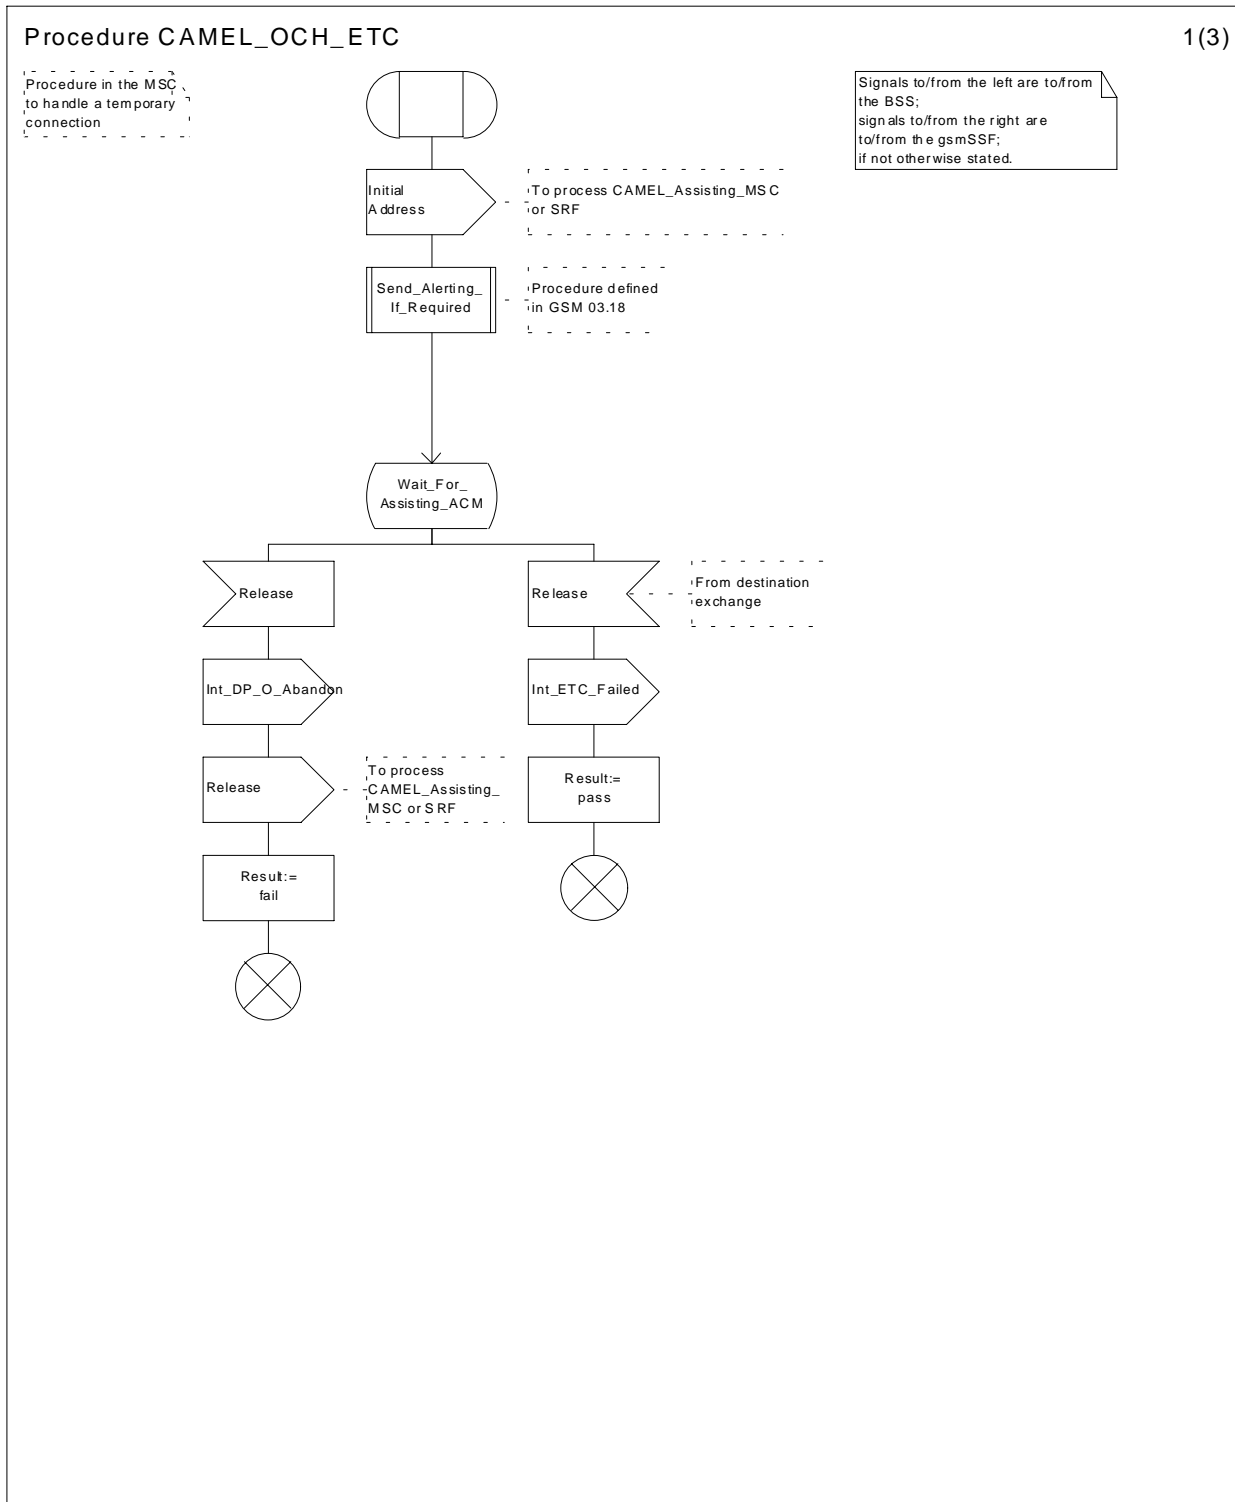 Procedure CAMEL_OCH_ETC
1(3)
Procedure in the MSC
to handle a temporary
connection
Signals to/from the left are to/from
the BSS;
signals to/from the right are
to/from the gsmSSF;
if not otherwise stated.
Initial
Address
To process CAMEL_Assisting_MSC
or SRF
Send_Alerting_
If_Required
Procedure defined
in GSM 03.18
Wait_For_
Assisting_ACM
Release
Release
From destination
exchange
Int_DP_O_Abandon
Int_ETC_Failed
Release
To process
CAMEL_Assisting_
MSC or SRF
Result:=
pass
Result:=
fail